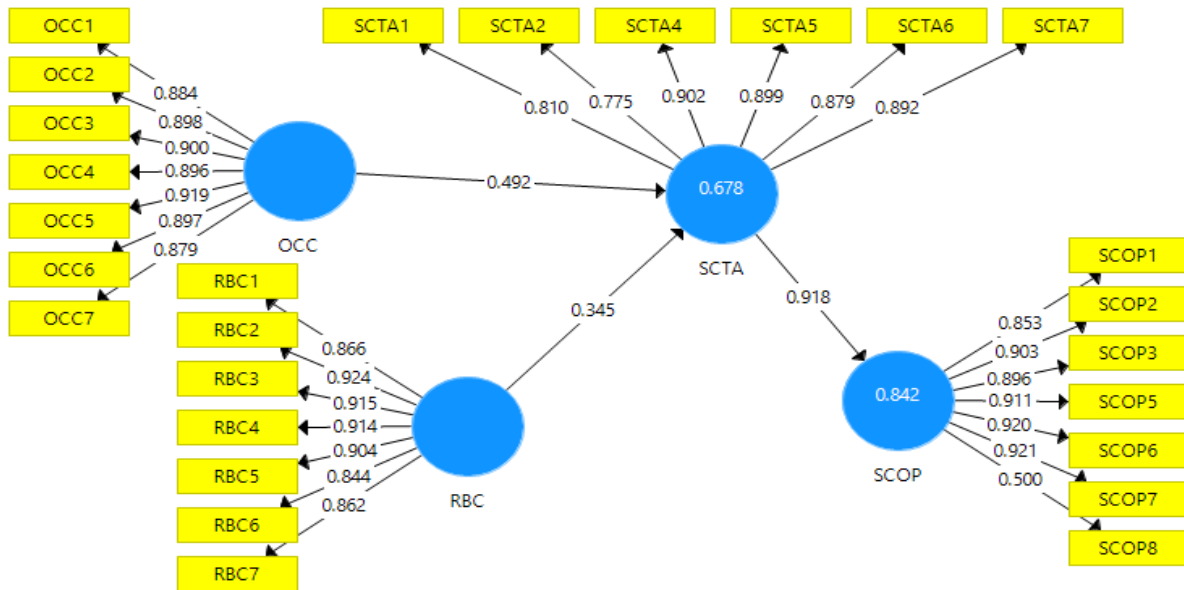 OCC1
OCC2
OCC3
OCC4
OCC5
OCC6
OCC7
0.884
0.898
0.900
0.896
0.919
0.897
0.879
OCC
SCTA1
SCTA2
SCTA4
SCTA5
SCTA6
SCTA7
0.810
0.775
0.902
0.899
0.879
0.892
0.492
0.678
SCTA
RBC1
RBC2
RBC3
RBC4
RBC5
RBC6
RBC7
0.866
0.924
0.915
0.914
0.904
0.844
0.862
RBC
0.345
0.918
0.842
SCOP
0.853
0.903
0.896
0.911
0.920
0.921
0.500
SCOP1
SCOP2
SCOP3
SCOP5
SCOP6
SCOP7
SCOP8